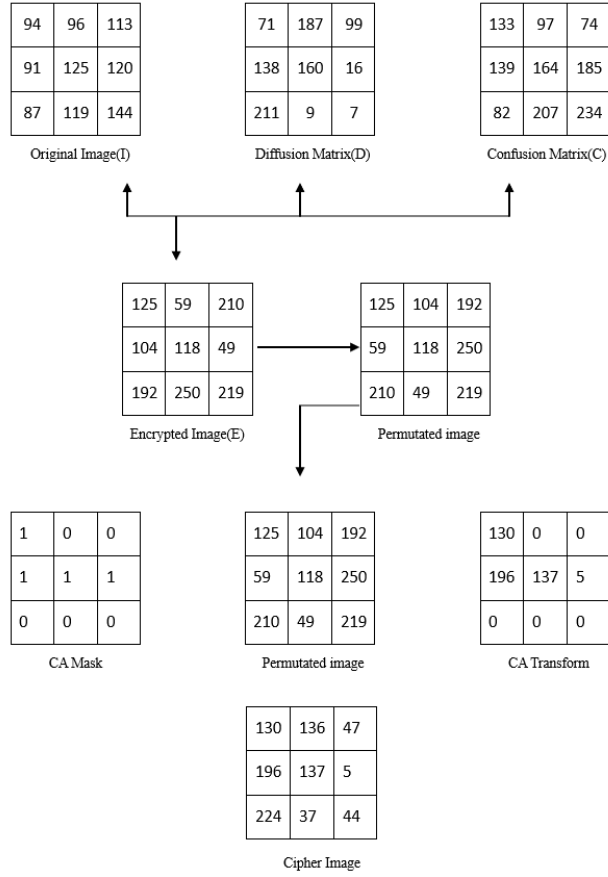 94 96 113 71 187 99 133 97 74
91 125 120 138 160 16 139 164 185
87 119 144 211 9 7 82 207 234
Original Image(I) Diffusion Matrix(D) Confusion Matrix(C)
125 59 210 125 104 192
104 118 49 59 118 250
192 250 219 210 49 219
Encrypted Image(E) Permutated image
1 0 0 125 104 192 130 0 0
1 1 1 59 118 250 196 137 5
0 0 0 210 49 219 0 0 0
CA Mask Permutated image CA Transform
130 136 47
196 137 5
224 37 44
Cipher Image